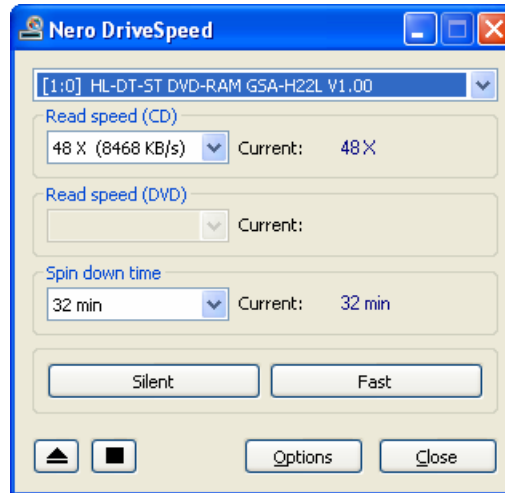 Nero DriveSpeed
[1:0] HL-DT-ST DVD-RAM GSA-H22L V1.00
Read speed (CD)
48 X (8468 KB/s) Current: 48 X
Read speed (DVD)
Current:
Spin down time
32 min Current: 32 min
Silent Fast
Options Close